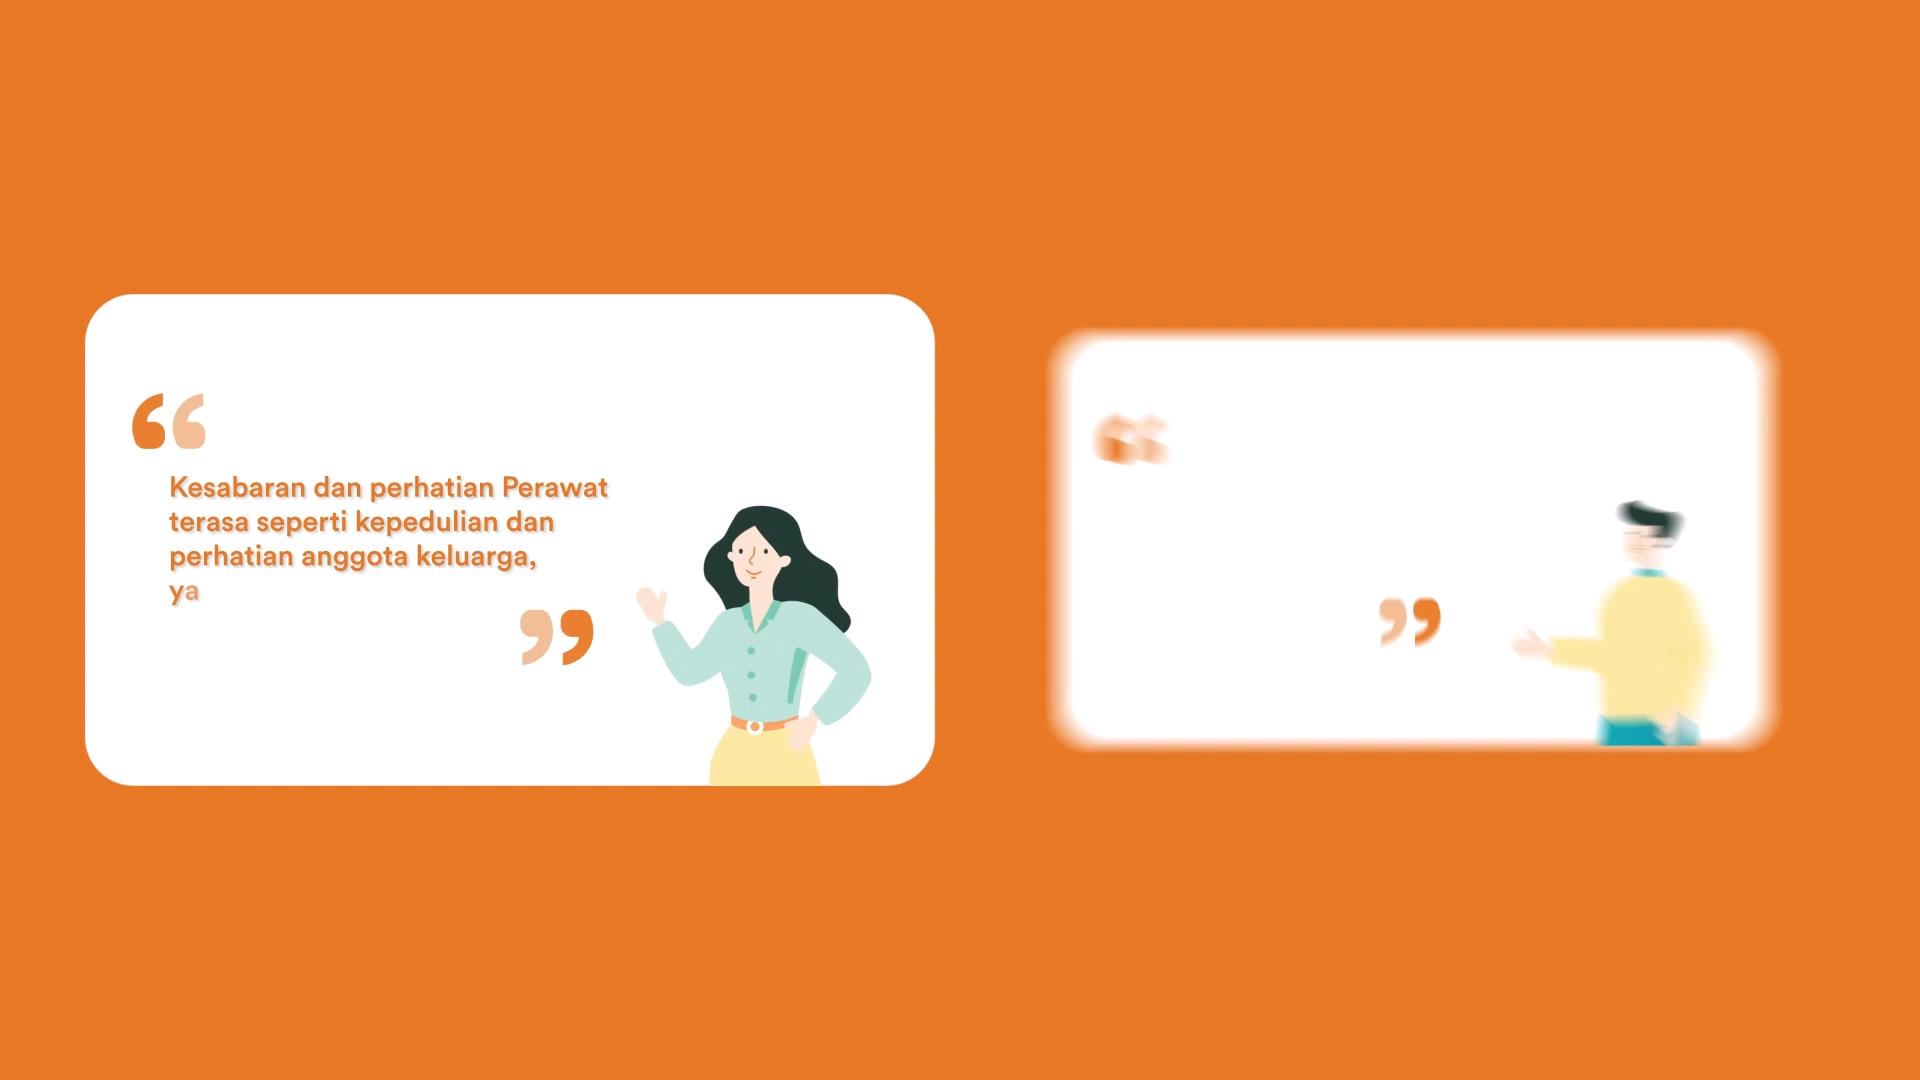 Kesabaran dan perhatian Perawat
terasa seperti kepedulian dan
perhatian anggota keluarga,
ya